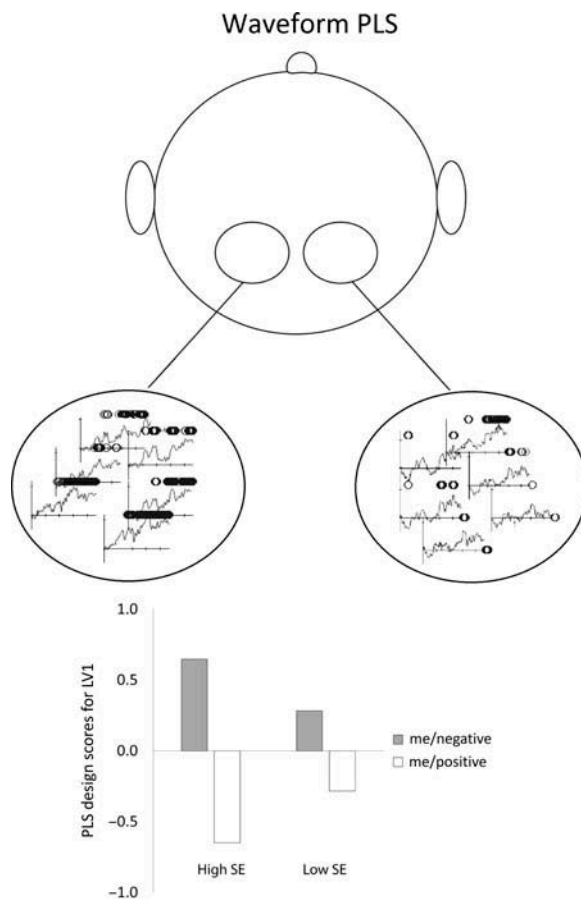 Waveform PLS
PLS design scores for LV1
1.0
0.5
0.0
−0.5
−1.0
High SE
Low SE
me/negative
me/positive